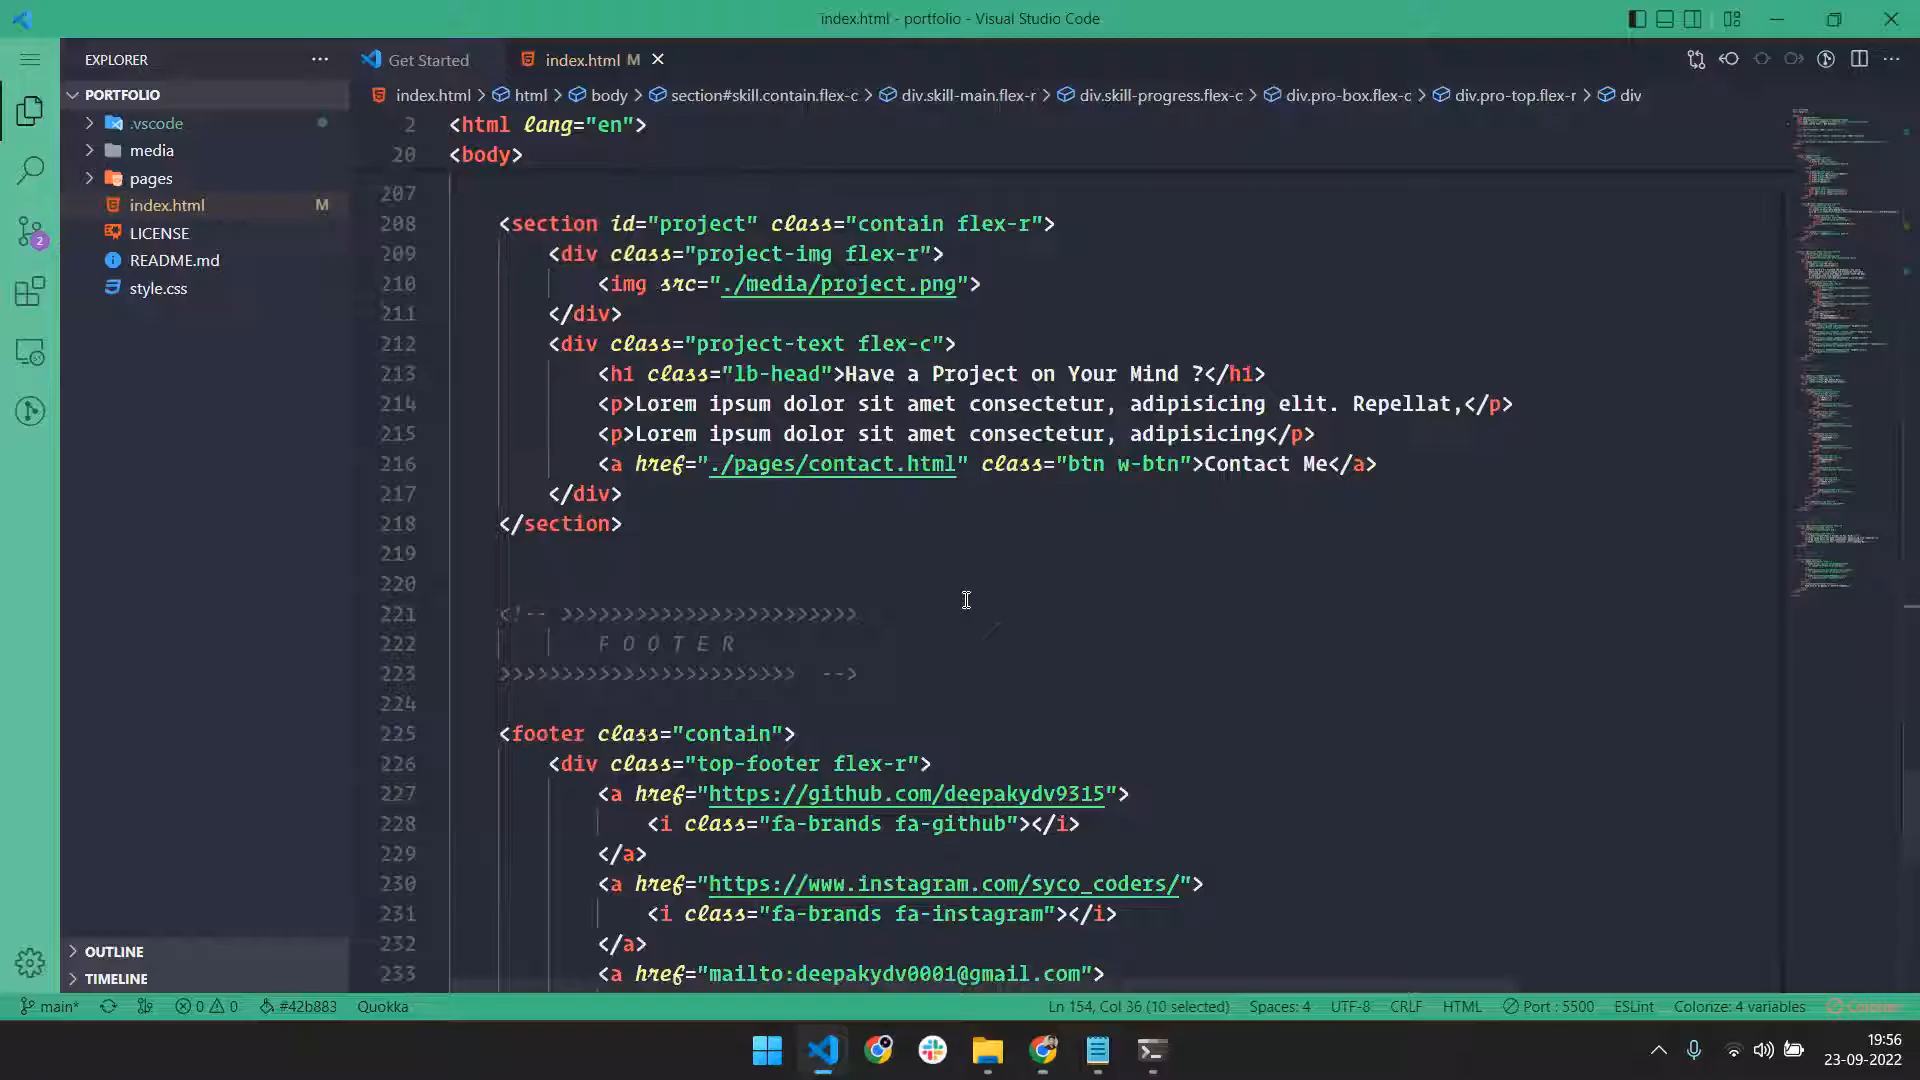 index.html - portfolio - Visual Studio Code
EXPLORER
PORTFOLIO
.vscode
media
pages
index.html M
LICENSE
README.md
style.css
OUTLINE
TIMELINE
2
Get Started
index.html M
index.html > html > body > section#skill.contain.flex-c > div.skill-main.flex-r > div.skill-progress.flex-c > div.pro-box.flex-c > div.pro-top.flex-r > div
2 <html lang="en">
20 <body>
207
208 <section id="project" class="contain flex-r">
209 <div class="project-img flex-r">
210 <img src="./media/project.png">
211 </div>
212 <div class="project-text flex-c">
213 <h1 class="lb-head">Have a Project on Your Mind ?</h1>
214 <p>Lorem ipsum dolor sit amet consectetur, adipisicing elit. Repellat,</p>
215 <p>Lorem ipsum dolor sit amet consectetur, adipisicing</p>
216 <a href="./pages/contact.html" class="btn w-btn">Contact Me</a>
217 </div>
218 </section>
219
220
221 <!-- >>>>>>>>>>>>>>>>>>>>>>>>
222 F O O T E R
223 >>>>>>>>>>>>>>>>>>>>>>>> -->
224
225 <footer class="contain">
226 <div class="top-footer flex-r">
227 <a href="https://github.com/deepakydv9315">
228 <i class="fa-brands fa-github"></i>
229 </a>
230 <a href="https://www.instagram.com/syco_coders/">
231 <i class="fa-brands fa-instagram"></i>
232 </a>
233 <a href="mailto:deepakydv0001@gmail.com">
main* 0 0 #42b883 Quokka Ln 154, Col 36 (10 selected) Spaces: 4 UTF-8 CRLF HTML Port : 5500 ESLint Colorize: 4 variables
19:56
23-09-2022